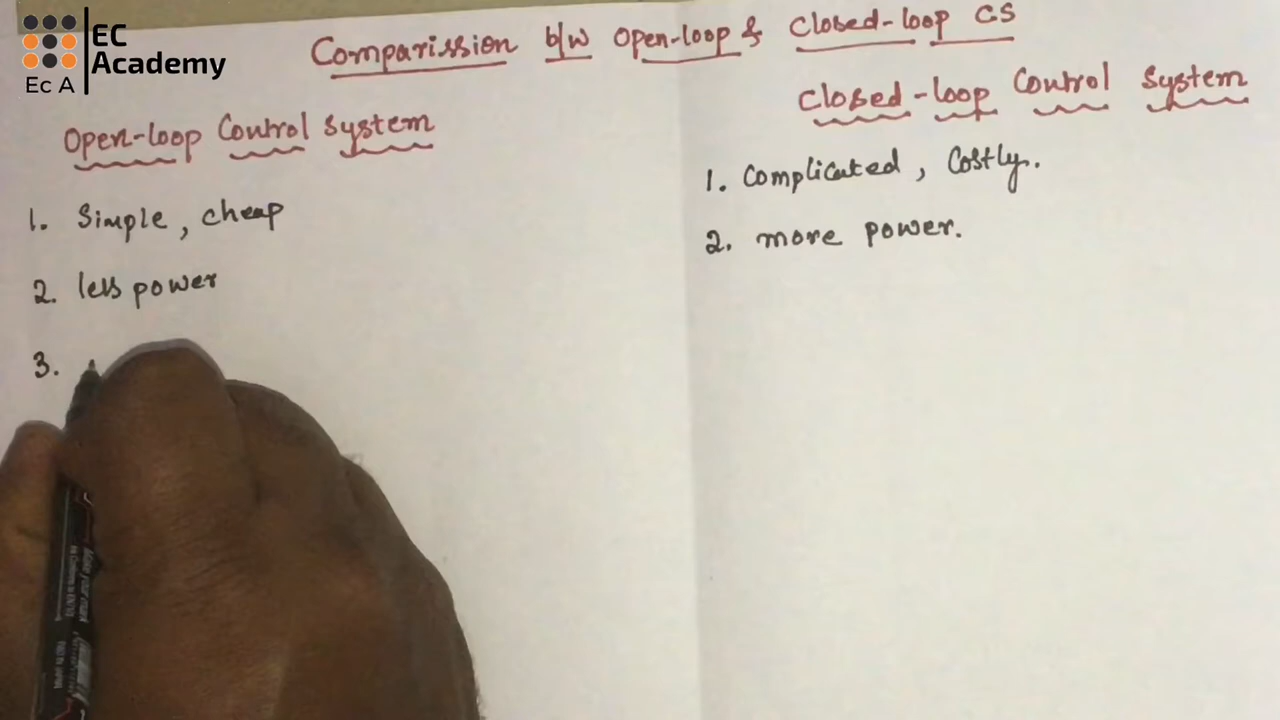 EC
Academy
Ec A
Comparission b/w open-loop & Closed-loop CS
Open-loop Control System
1. Simple, cheap
2. less power
3.
Closed-loop Control System
1. Complicated, Costly.
2. more power.